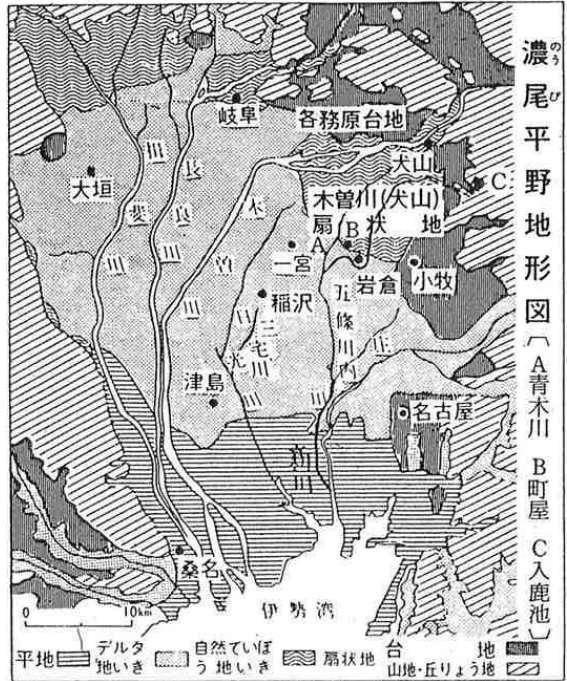 濃尾平野地形図
のうび
〔A青木川 B町屋 C入鹿池〕
岐阜
各務原台地
犬山
C
大垣
揖斐川
長良川
木曽川
木曽川(犬山)
扇状地
A
B
一宮
岩倉
小牧
稲沢
三宅川
日光川
五條川
庄内川
津島
名古屋
新川
桑名
0 10km
伊勢湾
平地
デルタ
地いき
自然ていぼ
う地いき
扇状地
台地
山地・丘りょう地